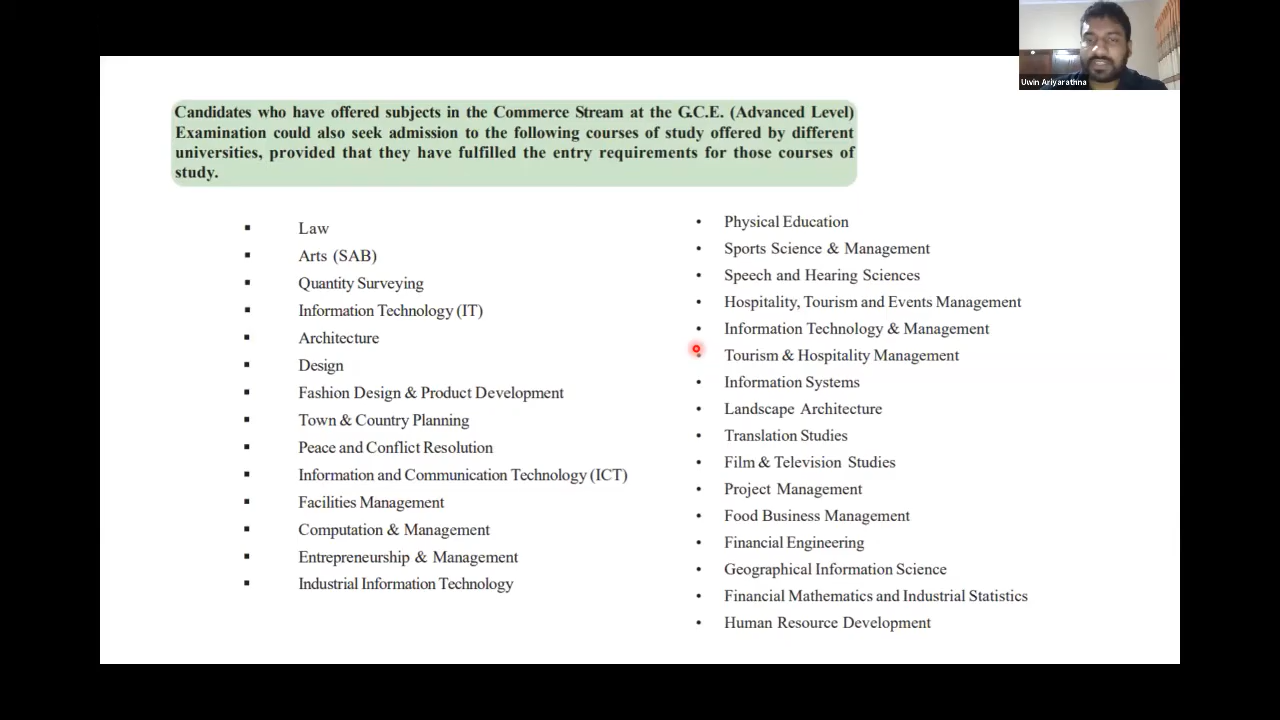 Uwin Ariyarathna
Candidates who have offered subjects in the Commerce Stream at the G.C.E. (Advanced Level)
Examination could also seek admission to the following courses of study offered by different
universities, provided that they have fulfilled the entry requirements for those courses of
study.
Law
Arts (SAB)
Quantity Surveying
Information Technology (IT)
Architecture
Design
Fashion Design & Product Development
Town & Country Planning
Peace and Conflict Resolution
Information and Communication Technology (ICT)
Facilities Management
Computation & Management
Entrepreneurship & Management
Industrial Information Technology
Physical Education
Sports Science & Management
Speech and Hearing Sciences
Hospitality, Tourism and Events Management
Information Technology & Management
Tourism & Hospitality Management
Information Systems
Landscape Architecture
Translation Studies
Film & Television Studies
Project Management
Food Business Management
Financial Engineering
Geographical Information Science
Financial Mathematics and Industrial Statistics
Human Resource Development